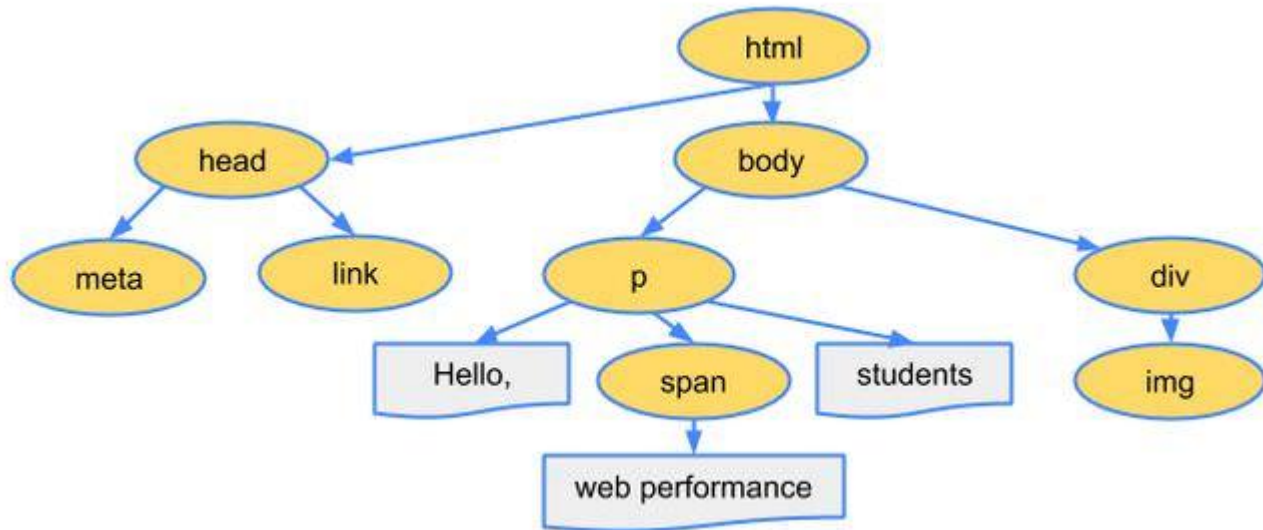 html
head
body
meta
link
p
div
Hello,
span
students
img
web performance